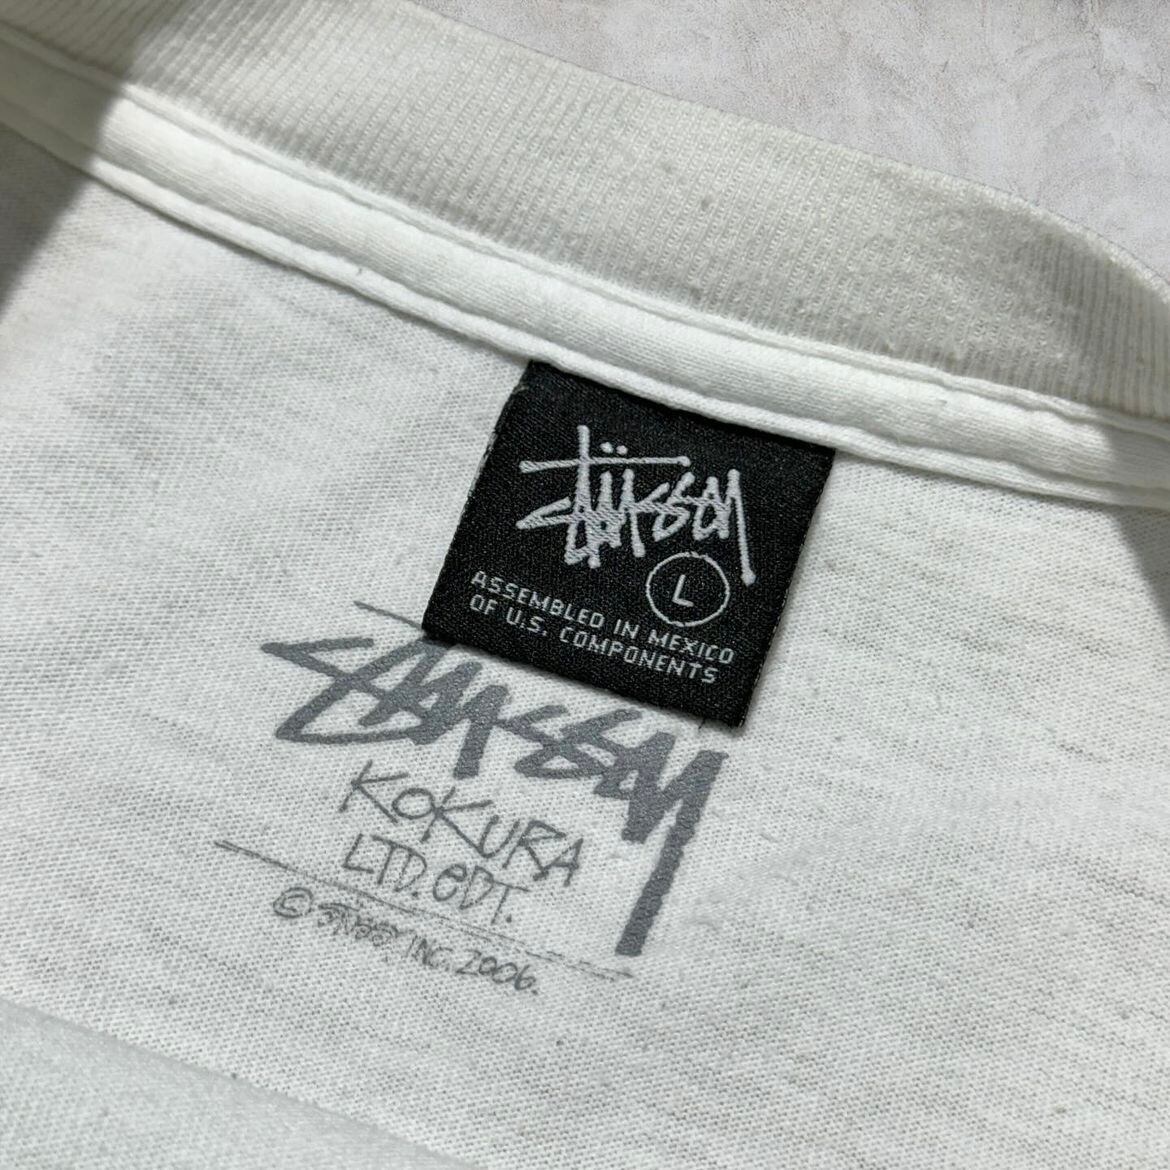 Stüssy
L
ASSEMBLED IN MEXICO
OF U.S. COMPONENTS
Stüssy
KOKURA
LTD. eDT.
© STÜSSY, INC. 2006.